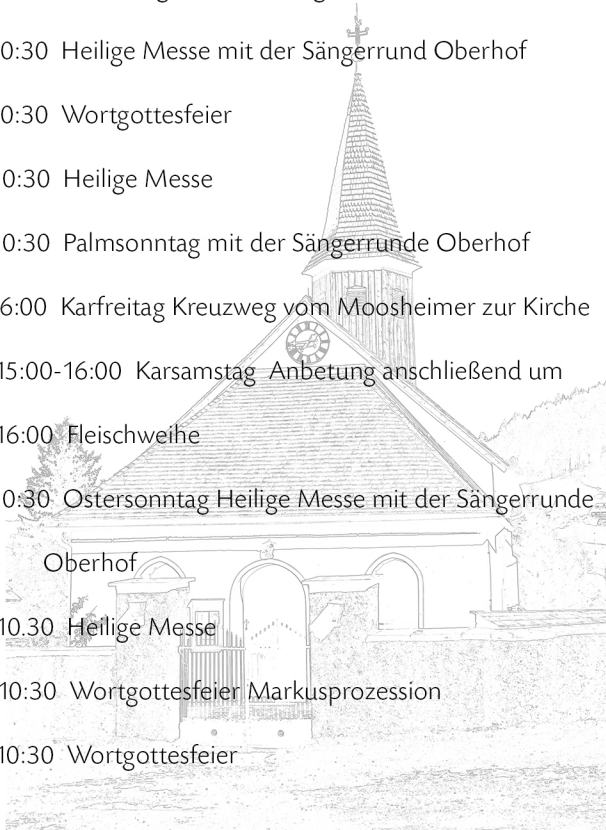 0:30 Heilige Messe mit der Sängerrund Oberhof
0:30 Wortgottesfeier
0:30 Heilige Messe
0:30 Palmsonntag mit der Sängerrunde Oberhof
6:00 Karfreitag Kreuzweg vom Moosheimer zur Kirche
15:00-16:00 Karsamstag Anbetung anschließend um
16:00 Fleischweihe
0:30 Ostersonntag Heilige Messe mit der Sängerrunde
Oberhof
10.30 Heilige Messe
10:30 Wortgottesfeier Markusprozession
10:30 Wortgottesfeier